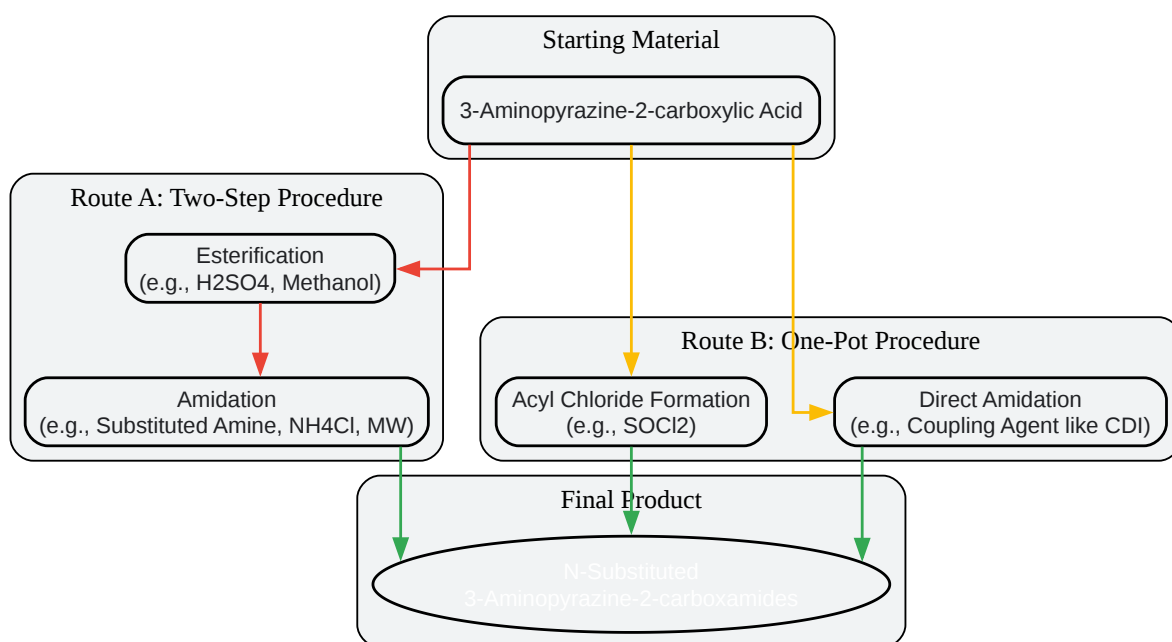 Starting Material
3-Aminopyrazine-2-carboxylic Acid
Route A: Two-Step Procedure
Esterification
(e.g., H2SO4, Methanol)
Amidation
(e.g., Substituted Amine, NH4Cl, MW)
Route B: One-Pot Procedure
Acyl Chloride Formation
(e.g., SOCl2)
Direct Amidation
(e.g., Coupling Agent like CDI)
Final Product
N-Substituted
3-Aminopyrazine-2-carboxamides